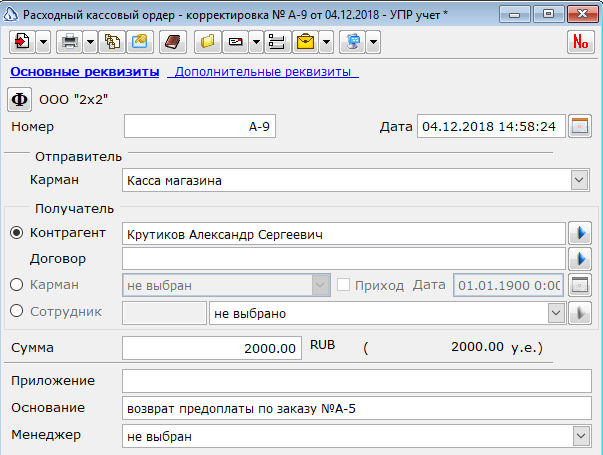 Расходный кассовый ордер - корректировка № А-9 от 04.12.2018 - УПР учет *
No
Основные реквизиты Дополнительные реквизиты
Ф ООО "2х2"
Номер А-9 Дата 04.12.2018 14:58:24
Отправитель
Карман Касса магазина
Получатель
Контрагент Крутиков Александр Сергеевич
Договор
Карман не выбран Приход Дата 01.01.1900 0:00
Сотрудник не выбрано
Сумма 2000.00 RUB ( 2000.00 у.е.)
Приложение
Основание возврат предоплаты по заказу №А-5
Менеджер не выбран